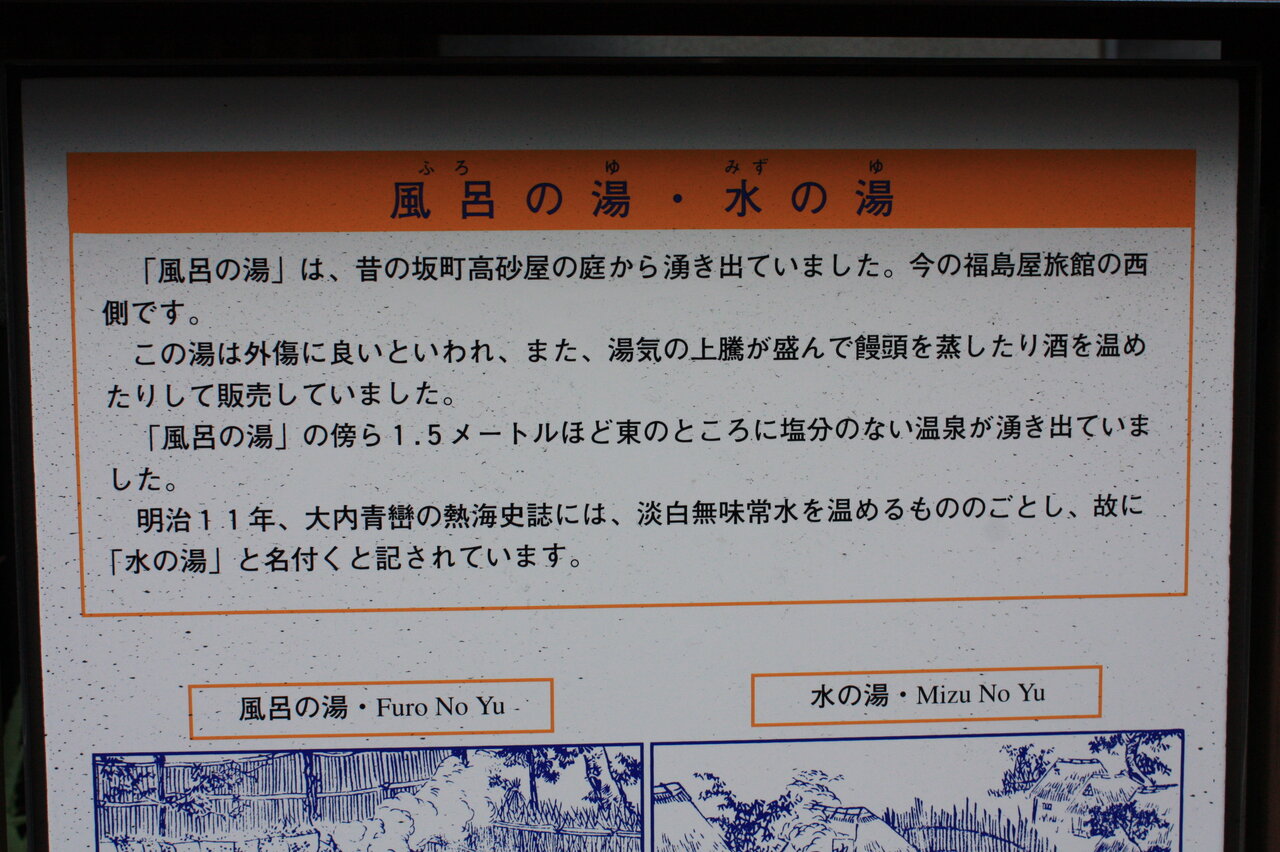 ふろ ゆ みず ゆ
風呂の湯・水の湯
「風呂の湯」は、昔の坂町高砂屋の庭から湧き出ていました。今の福島屋旅館の西
側です。
この湯は外傷に良いといわれ、また、湯気の上騰が盛んで饅頭を蒸したり酒を温め
たりして販売していました。
「風呂の湯」の傍ら1.5メートルほど東のところに塩分のない温泉が湧き出ていま
した。
明治11年、大内青巒の熱海史誌には、淡白無味常水を温めるもののごとし、故に
「水の湯」と名付くと記されています。
風呂の湯・Furo No Yu
水の湯・Mizu No Yu